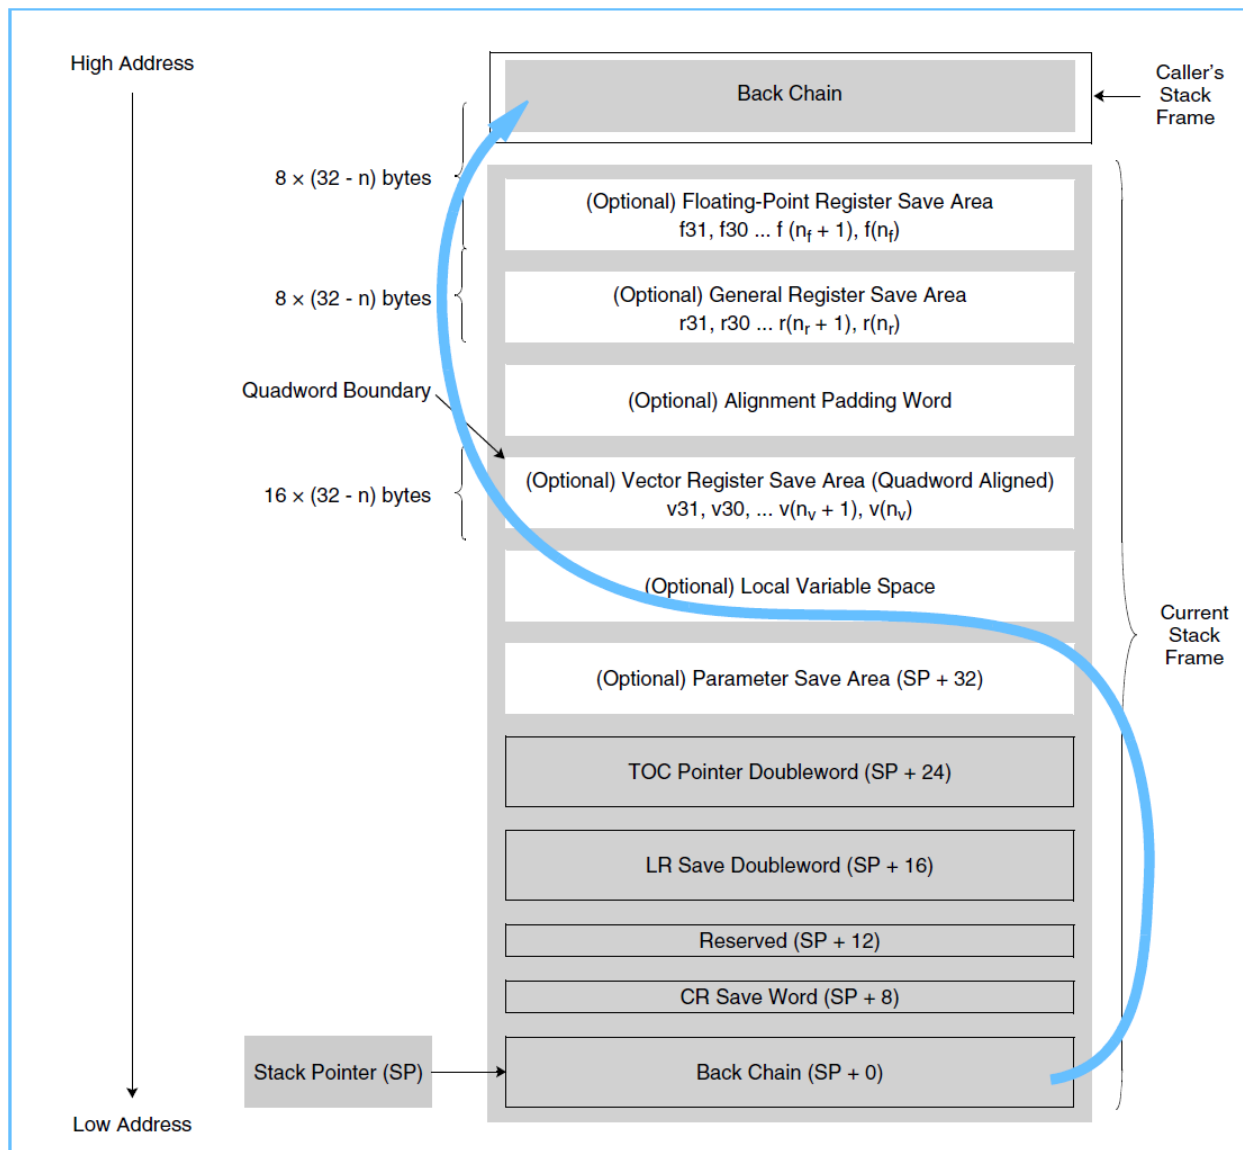 High Address
Back Chain
Caller's
Stack
Frame
8 × (32 - n) bytes
(Optional) Floating-Point Register Save Area
f31, f30 ... f (nf + 1), f(nf)
8 × (32 - n) bytes
(Optional) General Register Save Area
r31, r30 ... r(nr + 1), r(nr)
Quadword Boundary
(Optional) Alignment Padding Word
16 × (32 - n) bytes
(Optional) Vector Register Save Area (Quadword Aligned)
v31, v30, ... v(nv + 1), v(nv)
(Optional) Local Variable Space
Current
Stack
Frame
(Optional) Parameter Save Area (SP + 32)
TOC Pointer Doubleword (SP + 24)
LR Save Doubleword (SP + 16)
Reserved (SP + 12)
CR Save Word (SP + 8)
Stack Pointer (SP)
Back Chain (SP + 0)
Low Address